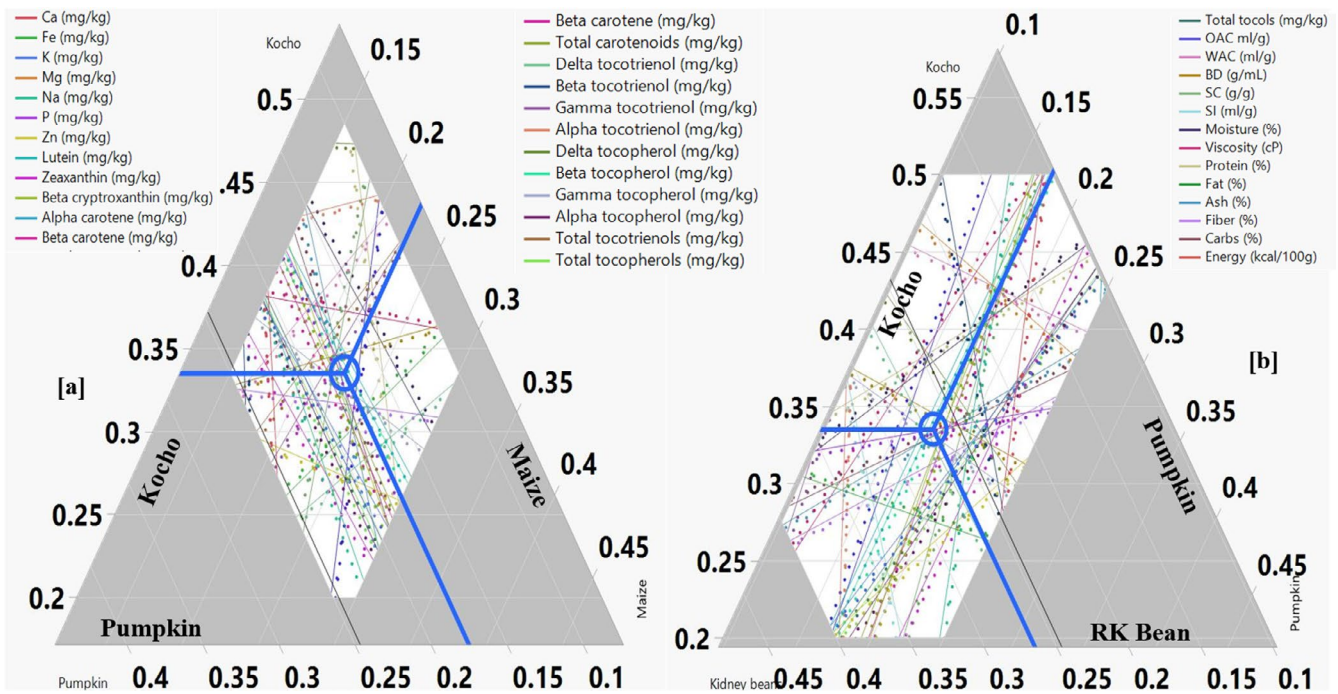 Ca (mg/kg)
Fe (mg/kg)
K (mg/kg)
Mg (mg/kg)
Na (mg/kg)
P (mg/kg)
Zn (mg/kg)
Lutein (mg/kg)
Zeaxanthin (mg/kg)
Beta cryptroxanthin (mg/kg)
Alpha carotene (mg/kg)
Beta carotene (mg/kg)
Kocho
0.15
0.5
0.2
.45
0.25
0.4
0.3
0.35
[a]
0.35
0.3
Kocho
Maize
0.4
0.25
0.45
0.2
Pumpkin
Maize
Pumpkin
0.4
0.35
0.25
0.2
0.15
0.1
Beta carotene (mg/kg)
Total carotenoids (mg/kg)
Delta tocotrienol (mg/kg)
Beta tocotrienol (mg/kg)
Gamma tocotrienol (mg/kg)
Alpha tocotrienol (mg/kg)
Delta tocopherol (mg/kg)
Beta tocopherol (mg/kg)
Gamma tocopherol (mg/kg)
Alpha tocopherol (mg/kg)
Total tocotrienols (mg/kg)
Total tocopherols (mg/kg)
Total tocols (mg/kg)
OAC ml/g)
WAC (ml/g)
BD (g/mL)
SC (g/g)
SI (ml/g)
Moisture (%)
Viscosity (cP)
Protein (%)
Fat (%)
Ash (%)
Fiber (%)
Carbs (%)
Energy (kcal/100g)
0.1
Kocho
0.55
0.15
0.5
0.2
0.45
0.25
Kocho
0.4
0.3
[b]
0.35
0.35
Pumpkin
0.3
0.4
0.25
0.45
Pumpkin
0.2
RK Bean
Kidney bean
0.45
0.4
0.35
0.3
0.25
0.2
0.15
0.1